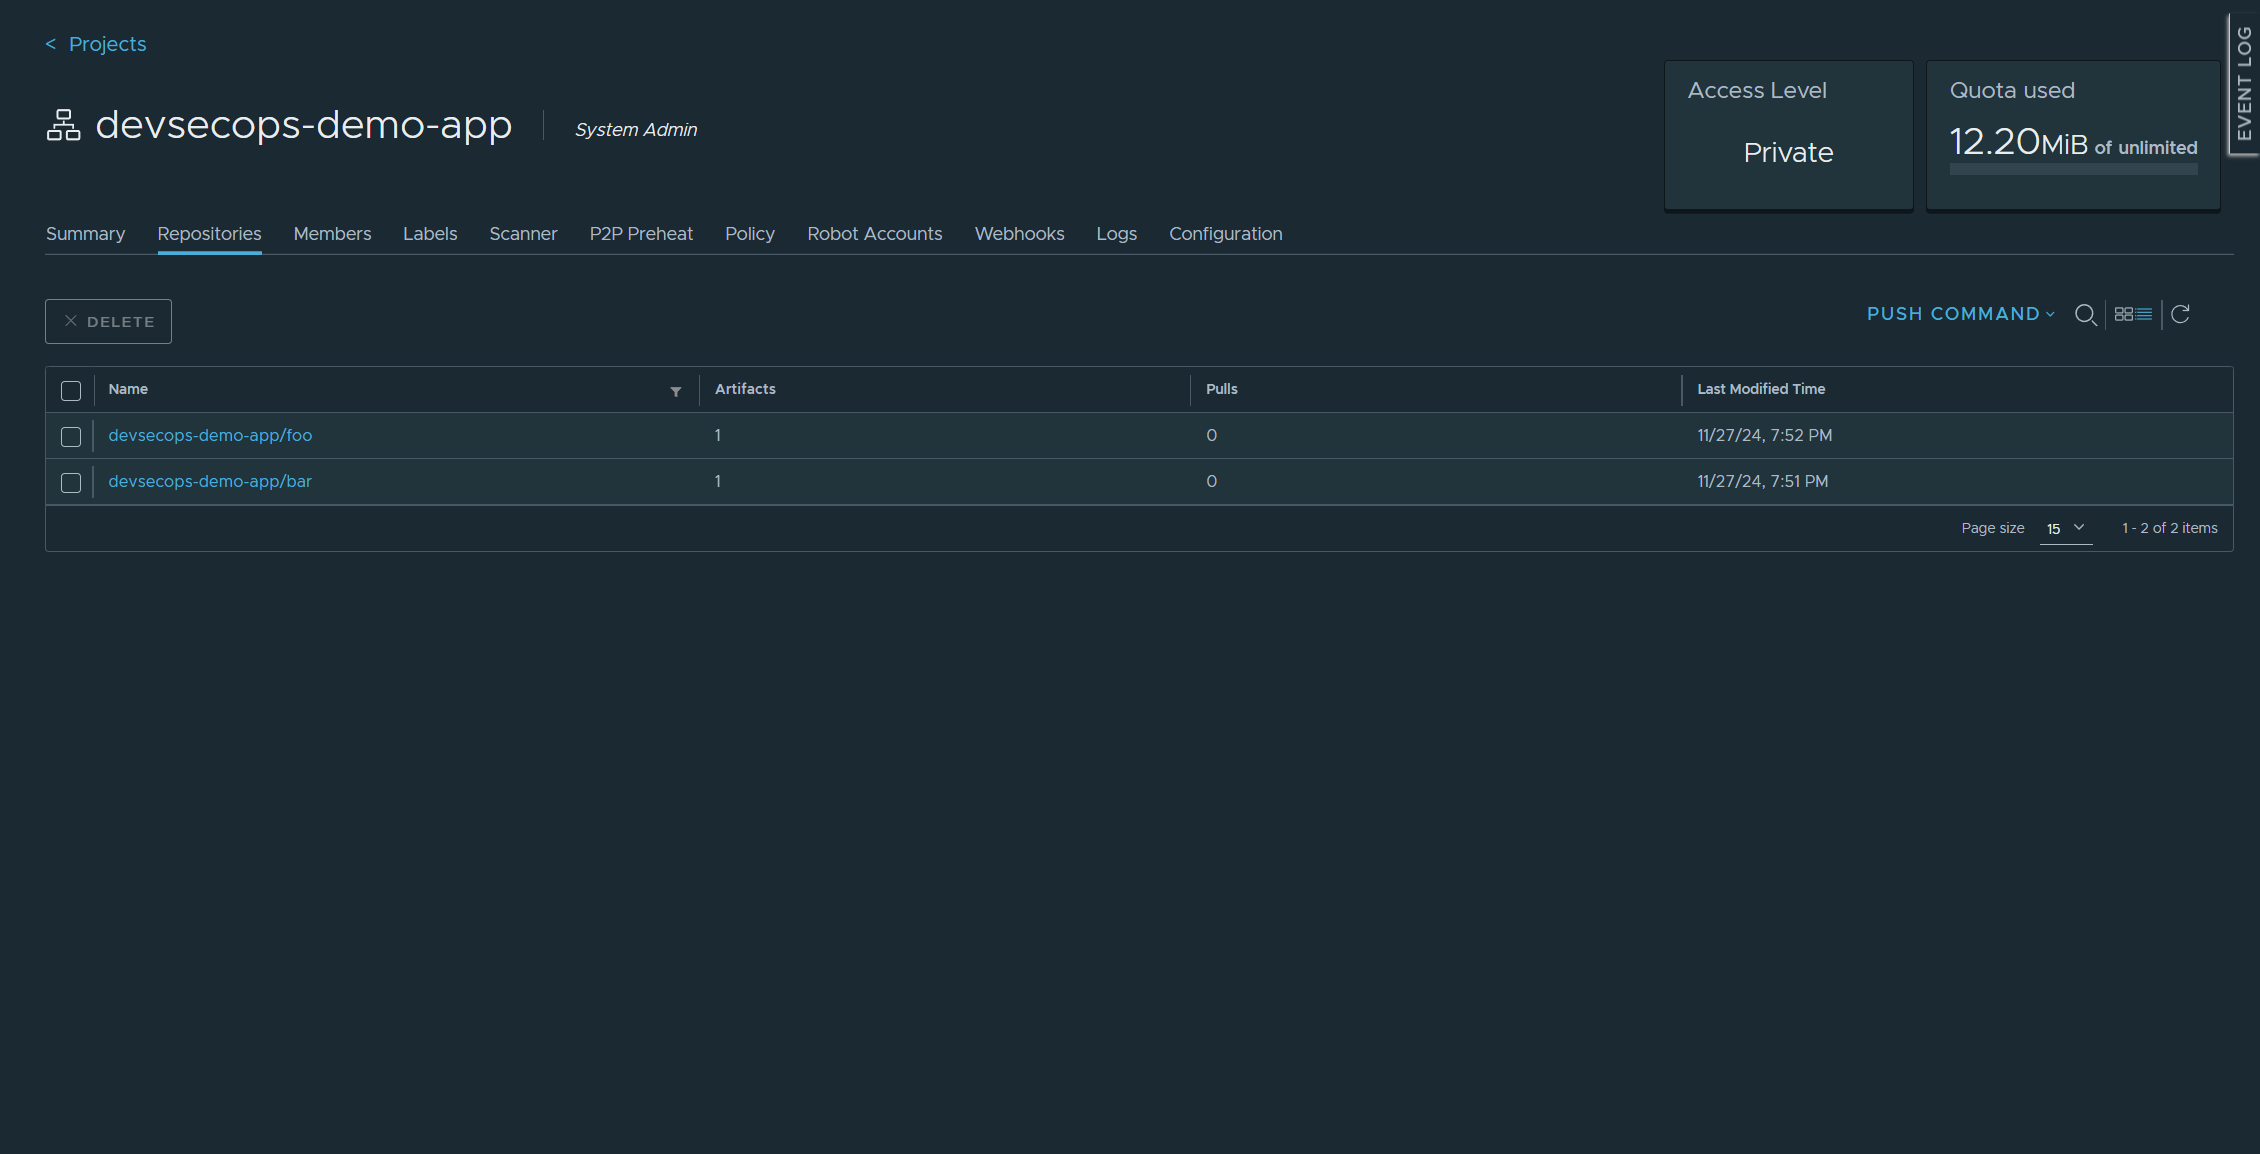 < Projects
devsecops-demo-app
System Admin
Access Level
Private
Quota used
12.20MiB of unlimited
EVENT LOG
Summary Repositories Members Labels Scanner P2P Preheat Policy Robot Accounts Webhooks Logs Configuration
DELETE
PUSH COMMAND
Name Artifacts Pulls Last Modified Time
devsecops-demo-app/foo 1 0 11/27/24, 7:52 PM
devsecops-demo-app/bar 1 0 11/27/24, 7:51 PM
Page size 15 1 - 2 of 2 items